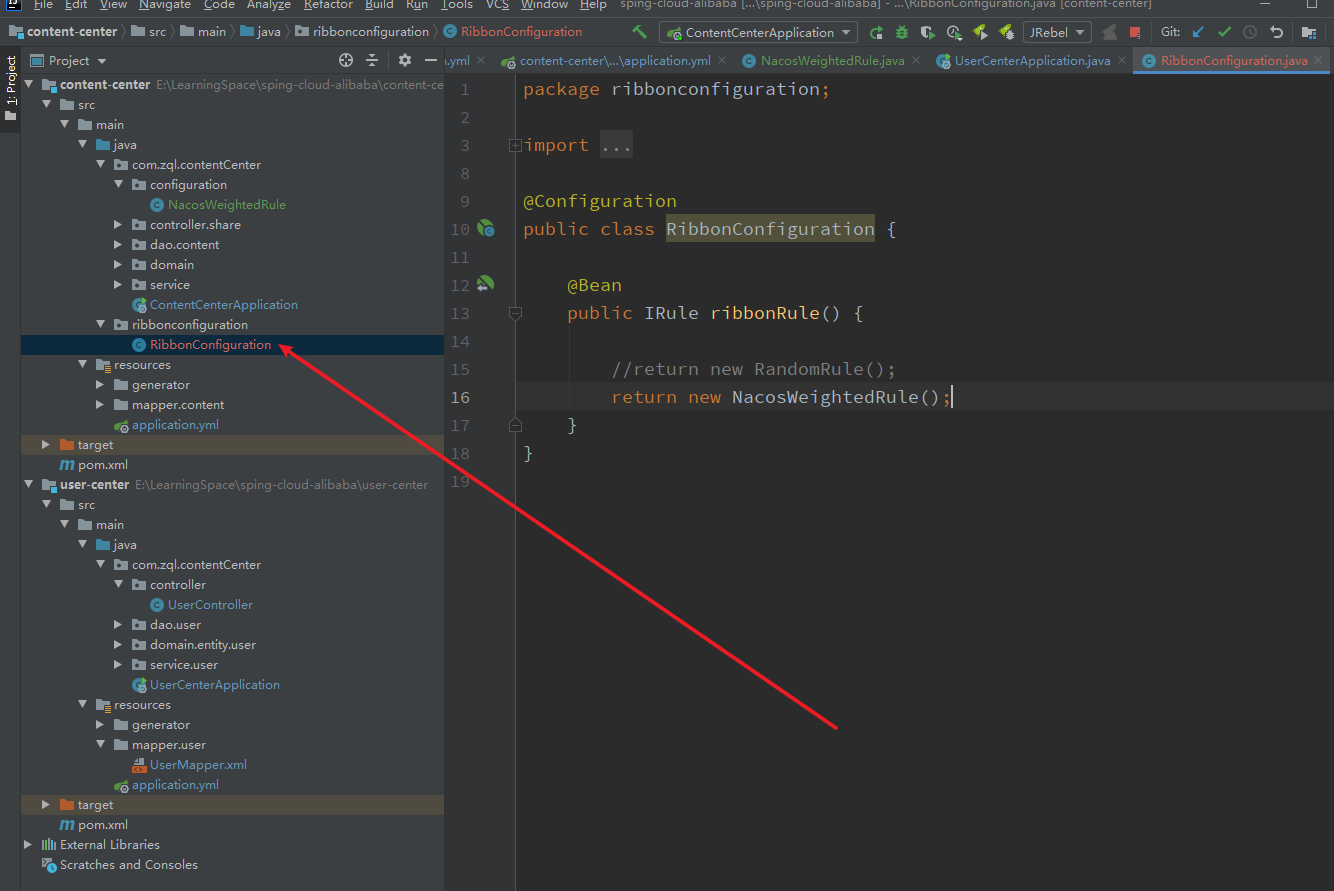 File Edit View Navigate Code Analyze Refactor Build Run Tools VCS Window Help sping-cloud-alibaba [...\sping-cloud-alibaba] - ...\RibbonConfiguration.java [content-center]
content-center src main java ribbonconfiguration RibbonConfiguration ContentCenterApplication JRebel Git:
1: Project
Project
.yml content-center\...\application.yml NacosWeightedRule.java UserCenterApplication.java RibbonConfiguration.java
content-center E:\LearningSpace\sping-cloud-alibaba\content-ce
src
main
java
com.zql.contentCenter
configuration
NacosWeightedRule
controller.share
dao.content
domain
service
ContentCenterApplication
ribbonconfiguration
RibbonConfiguration
resources
generator
mapper.content
application.yml
target
pom.xml
user-center E:\LearningSpace\sping-cloud-alibaba\user-center
src
main
java
com.zql.contentCenter
controller
UserController
dao.user
domain.entity.user
service.user
UserCenterApplication
resources
generator
mapper.user
UserMapper.xml
application.yml
target
pom.xml
External Libraries
Scratches and Consoles
1 package ribbonconfiguration;
2
3 import ...
8
9 @Configuration
10 public class RibbonConfiguration {
11
12 @Bean
13 public IRule ribbonRule() {
14
15 //return new RandomRule();
16 return new NacosWeightedRule();
17 }
18 }
19